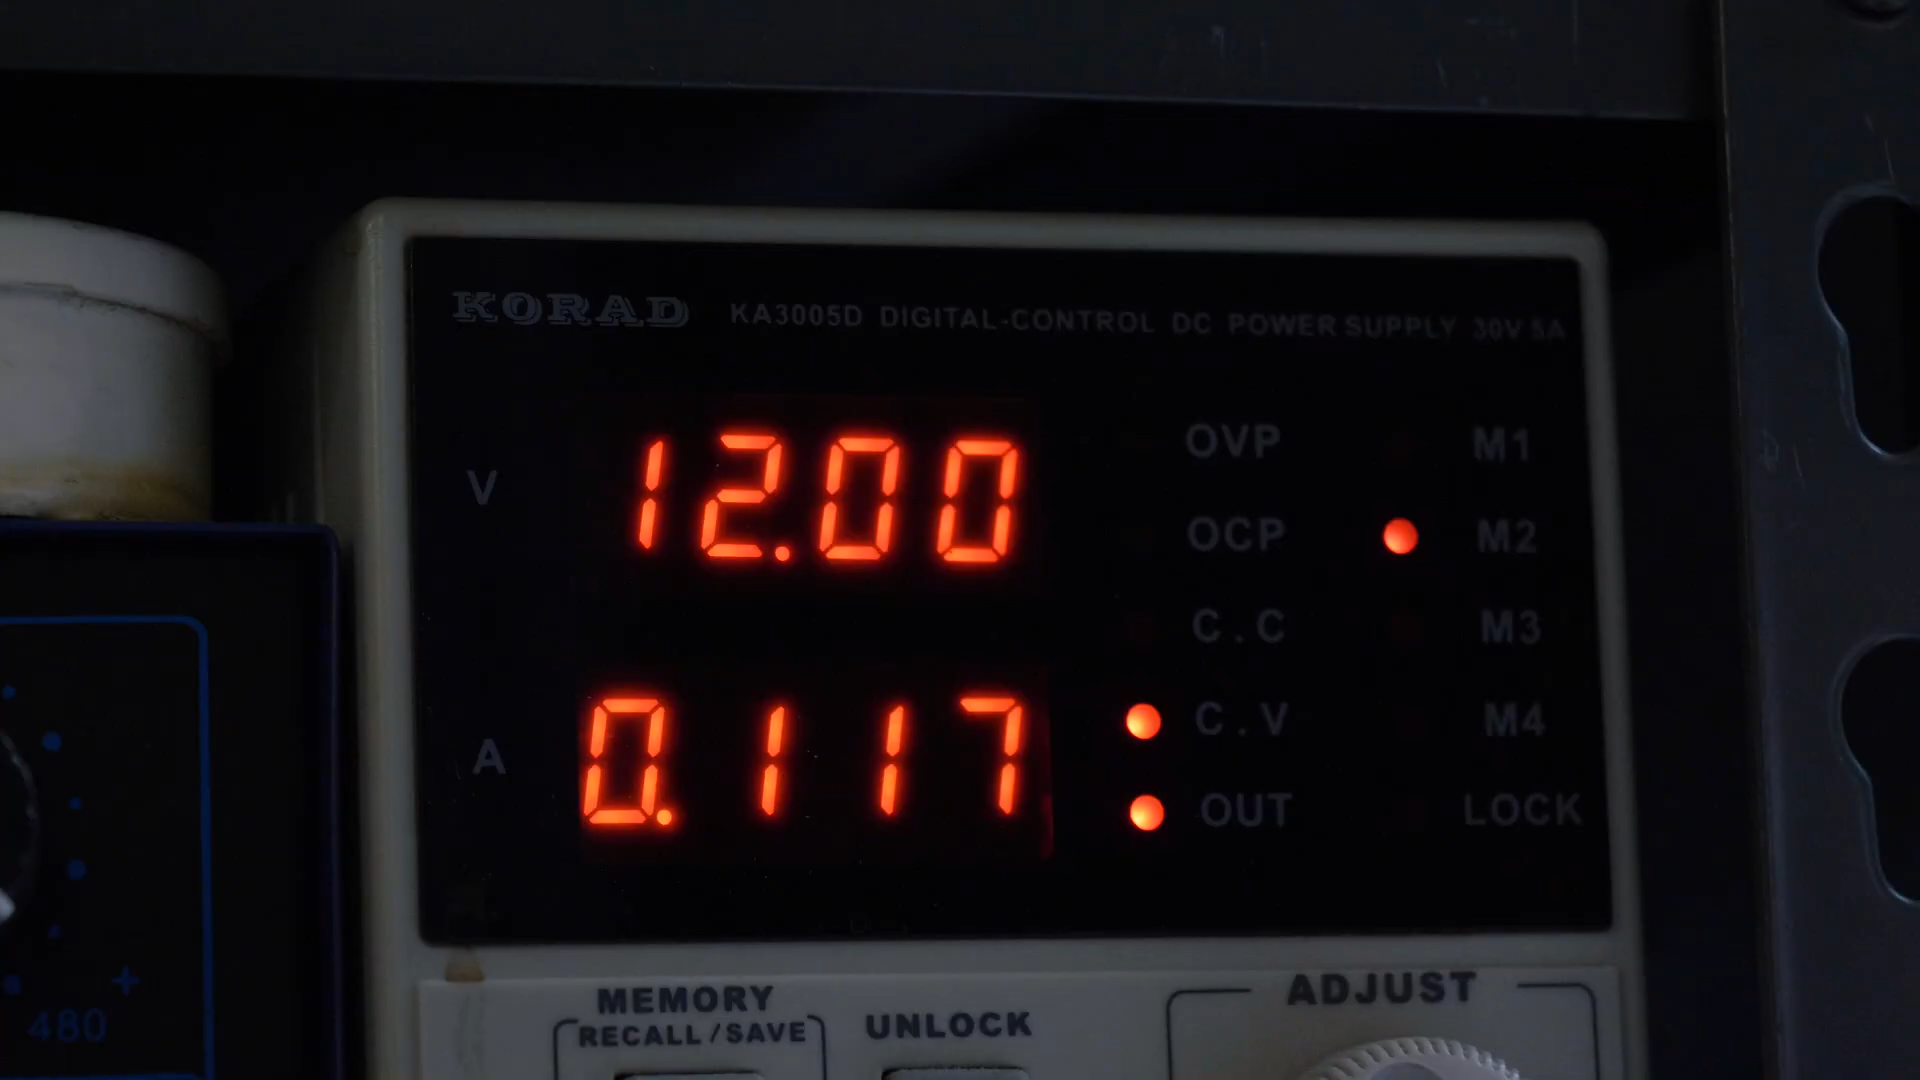 KORAD KA3005D DIGITAL-CONTROL DC POWER SUPPLY 30V 5A
V 12.00
A 0.117
OVP M1
OCP M2
C.C M3
C.V M4
OUT LOCK
MEMORY
RECALL/SAVE
UNLOCK
ADJUST
+
480